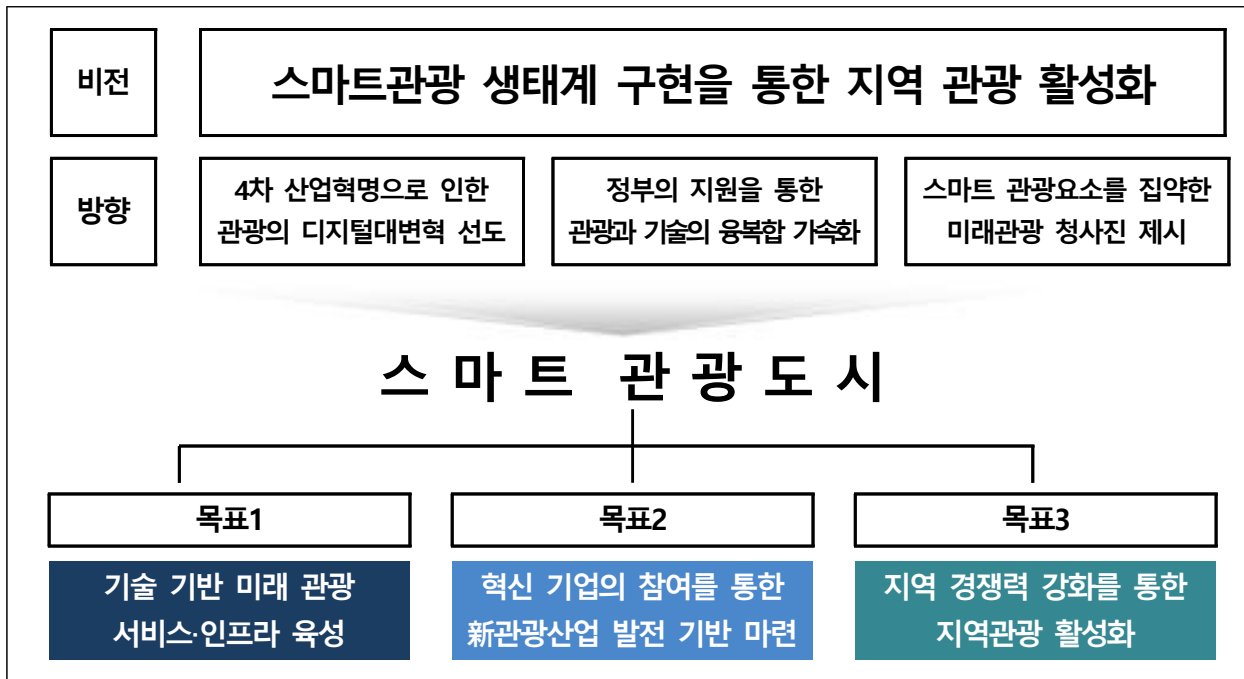 비전
스마트관광 생태계 구현을 통한 지역 관광 활성화
방향
4차 산업혁명으로 인한
관광의 디지털대변혁 선도
정부의 지원을 통한
관광과 기술의 융복합 가속화
스마트 관광요소를 집약한
미래관광 청사진 제시
스마트 관광도시
목표1
기술 기반 미래 관광
서비스·인프라 육성
목표2
혁신 기업의 참여를 통한
新관광산업 발전 기반 마련
목표3
지역 경쟁력 강화를 통한
지역관광 활성화